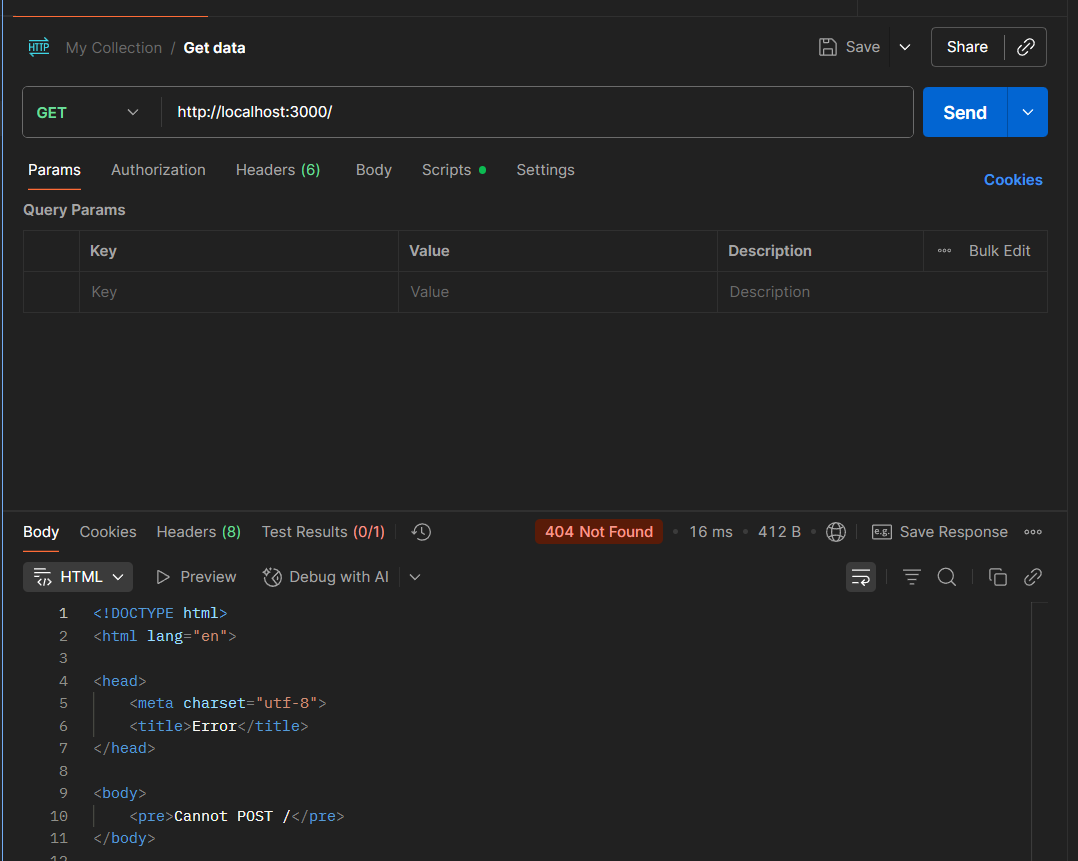 HTTP My Collection / Get data Save Share
GET http://localhost:3000/ Send
Params Authorization Headers (6) Body Scripts Settings Cookies
Query Params
Key Value Description Bulk Edit
Key Value Description
Body Cookies Headers (8) Test Results (0/1) 404 Not Found 16 ms 412 B e.g. Save Response
HTML Preview Debug with AI
1 <!DOCTYPE html>
2 <html lang="en">
3
4 <head>
5 <meta charset="utf-8">
6 <title>Error</title>
7 </head>
8
9 <body>
10 <pre>Cannot POST /</pre>
11 </body>
12